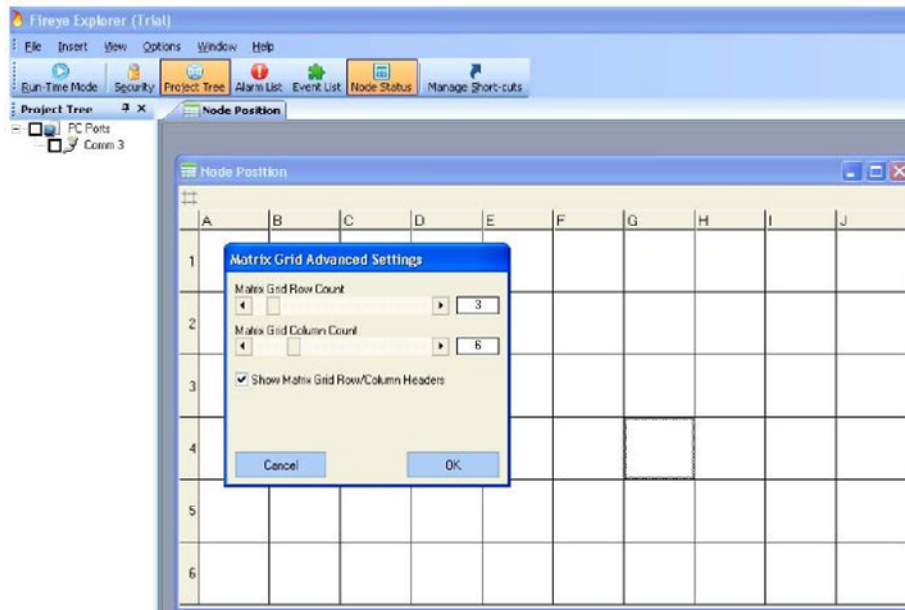 Fireye Explorer (Trial)
File Insert View Options Window Help
Run-Time Mode Security Project Tree Alarm List Event List Node Status Manage Short-cuts
Project Tree
Node Position
PC Ports
Comm 3
Node Position
A B C D E F G H I J
1
Matrix Grid Advanced Settings
Matrix Grid Row Count
3
2
Matrix Grid Column Count
6
3
Show Matrix Grid Row/Column Headers
4
Cancel OK
5
6